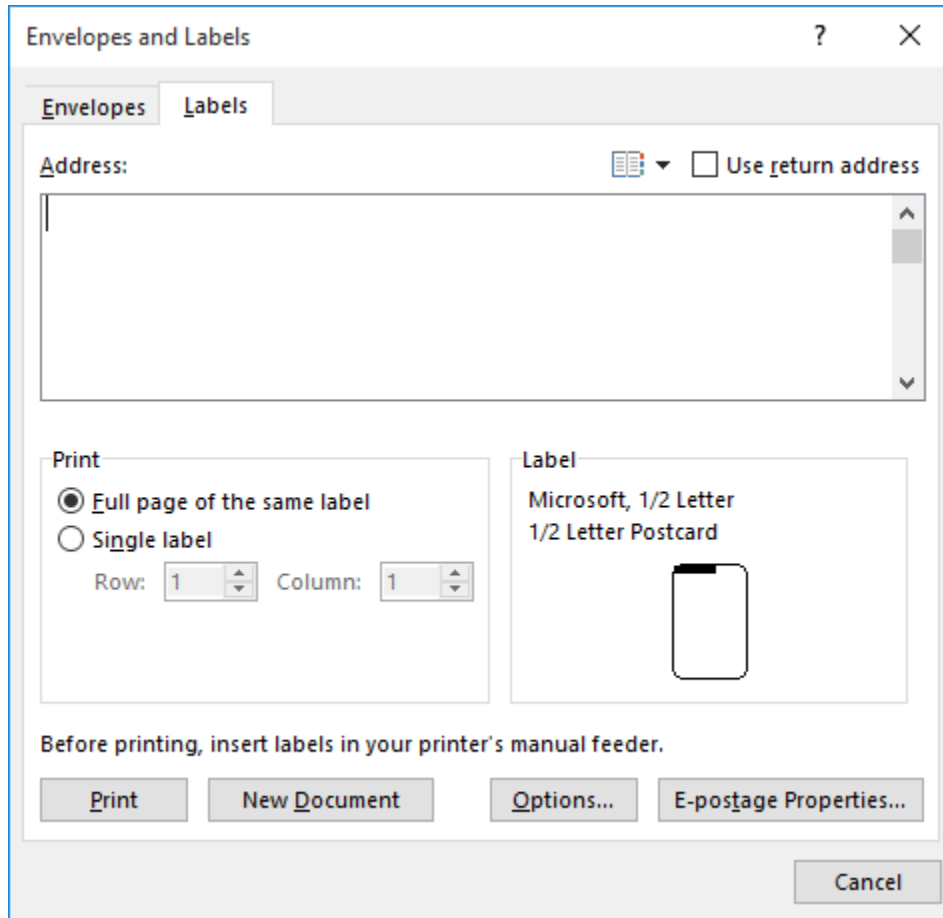 Envelopes and Labels ?
Envelopes Labels
Address: Use return address
Print
Full page of the same label
Single label
Row: 1 Column: 1
Label
Microsoft, 1/2 Letter
1/2 Letter Postcard
Before printing, insert labels in your printer's manual feeder.
Print New Document Options... E-postage Properties...
Cancel